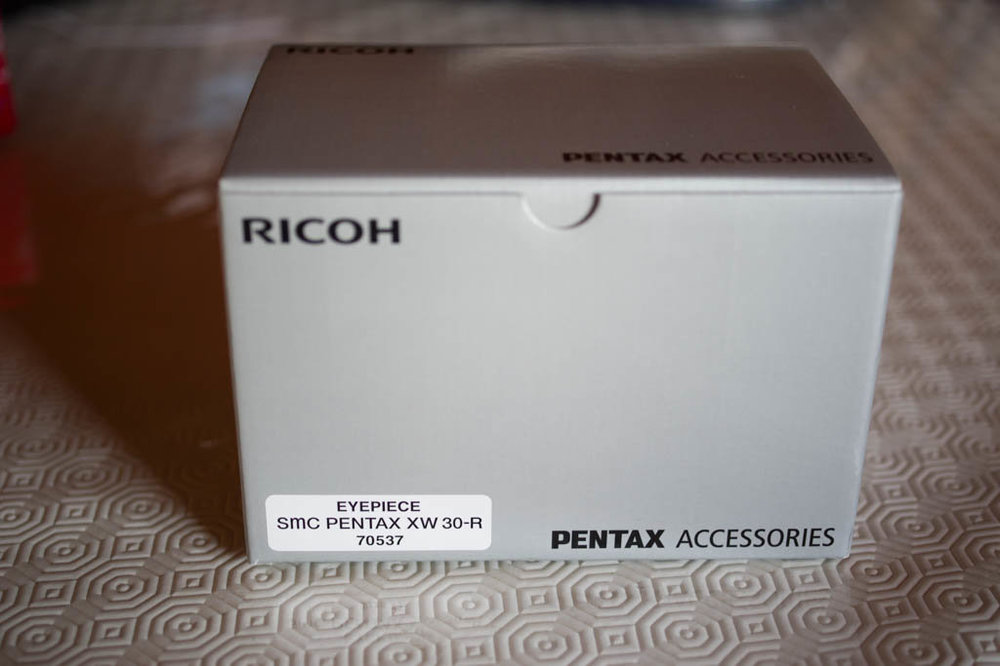 RICOH
PENTAX ACCESSORIES
RICOH
EYEPIECE
smc PENTAX XW 30-R
70537
PENTAX ACCESSORIES